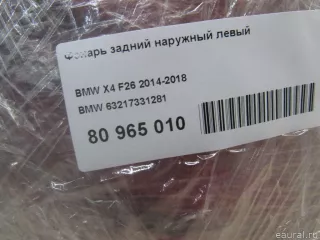 Фонарь задний наружный левый
BMW X4 F26 2014-2018
BMW 63217331281
80 965 010
eaural.ru